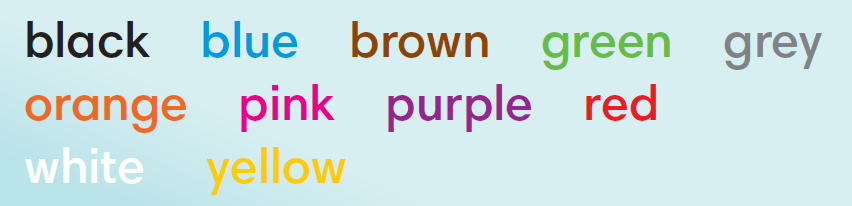 black blue brown green grey
orange pink purple red
white yellow